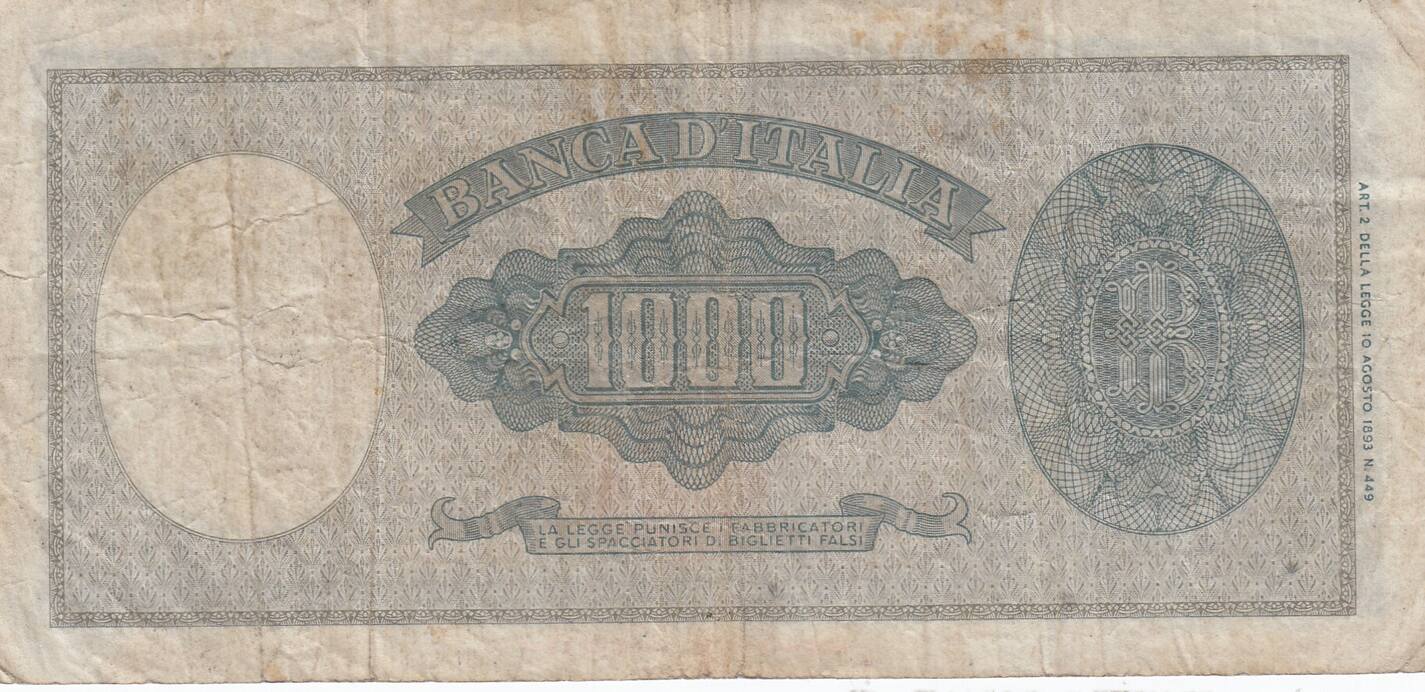 BANCA D'ITALIA
1000
LA LEGGE PUNISCE I FABBRICATORI
E GLI SPACCIATORI DI BIGLIETTI FALSI
ART. 2 DELLA LEGGE 10 AGOSTO 1893 N. 449